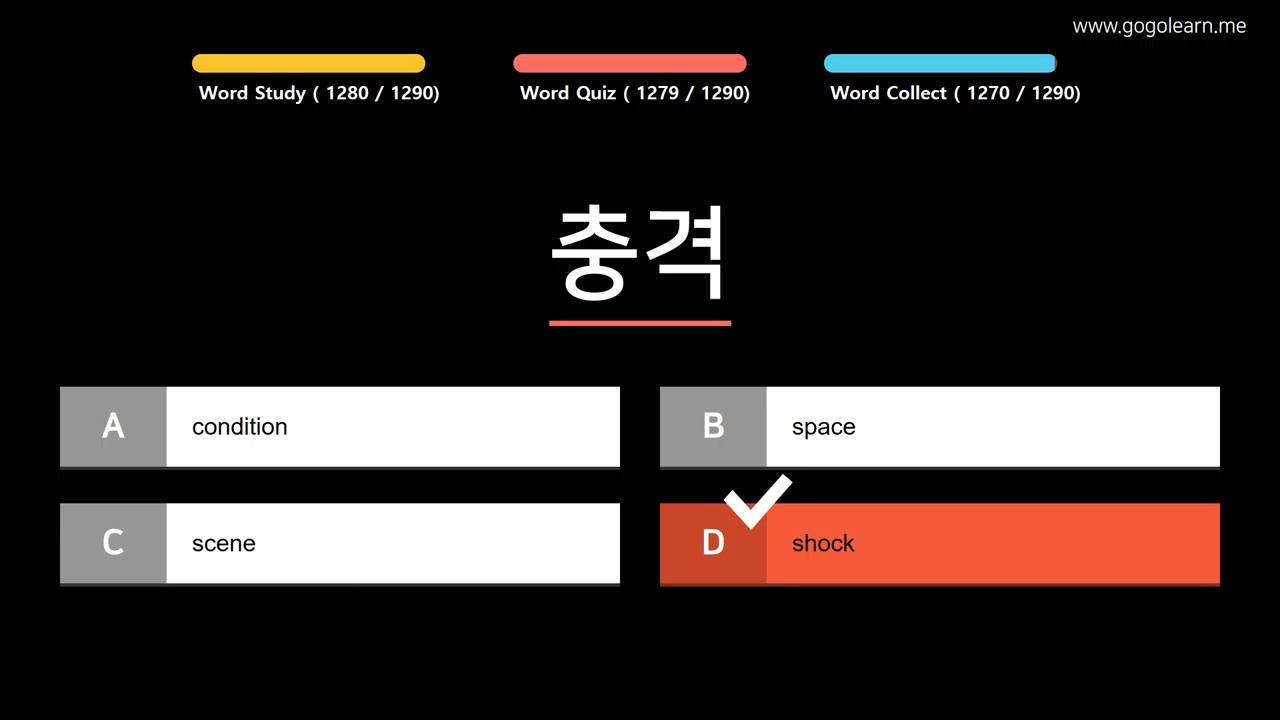 www.gogolearn.me
Word Study ( 1280 / 1290)
Word Quiz ( 1279 / 1290)
Word Collect ( 1270 / 1290)
충격
A condition
B space
C scene
D shock